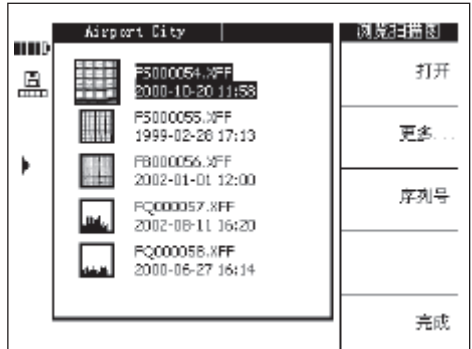 Airport City
浏览扫描图
FS000054.XFF
2000-10-20 11:58
FS000055.XFF
1999-02-28 17:13
FB000056.XFF
2002-01-01 12:00
FQ000057.XFF
2002-08-11 16:20
FQ000058.XFF
2000-06-27 16:14
打开
更多...
序列号
完成